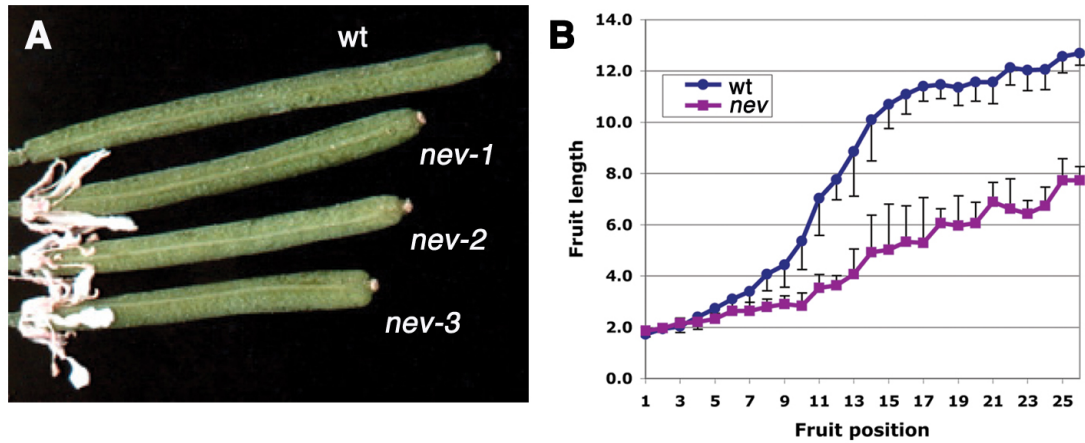 A
wt
nev-1
nev-2
nev-3
B
14.0
12.0
10.0
8.0
6.0
4.0
2.0
0.0
wt
nev
Fruit length
1 3 5 7 9 11 13 15 17 19 21 23 25
Fruit position